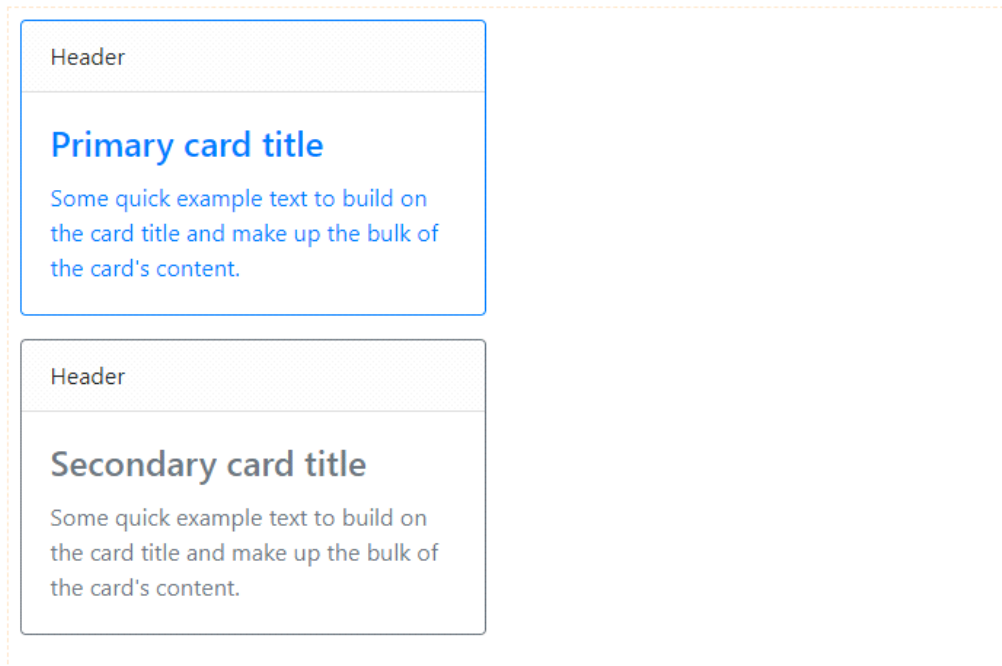 Header
Primary card title
Some quick example text to build on
the card title and make up the bulk of
the card's content.
Header
Secondary card title
Some quick example text to build on
the card title and make up the bulk of
the card's content.